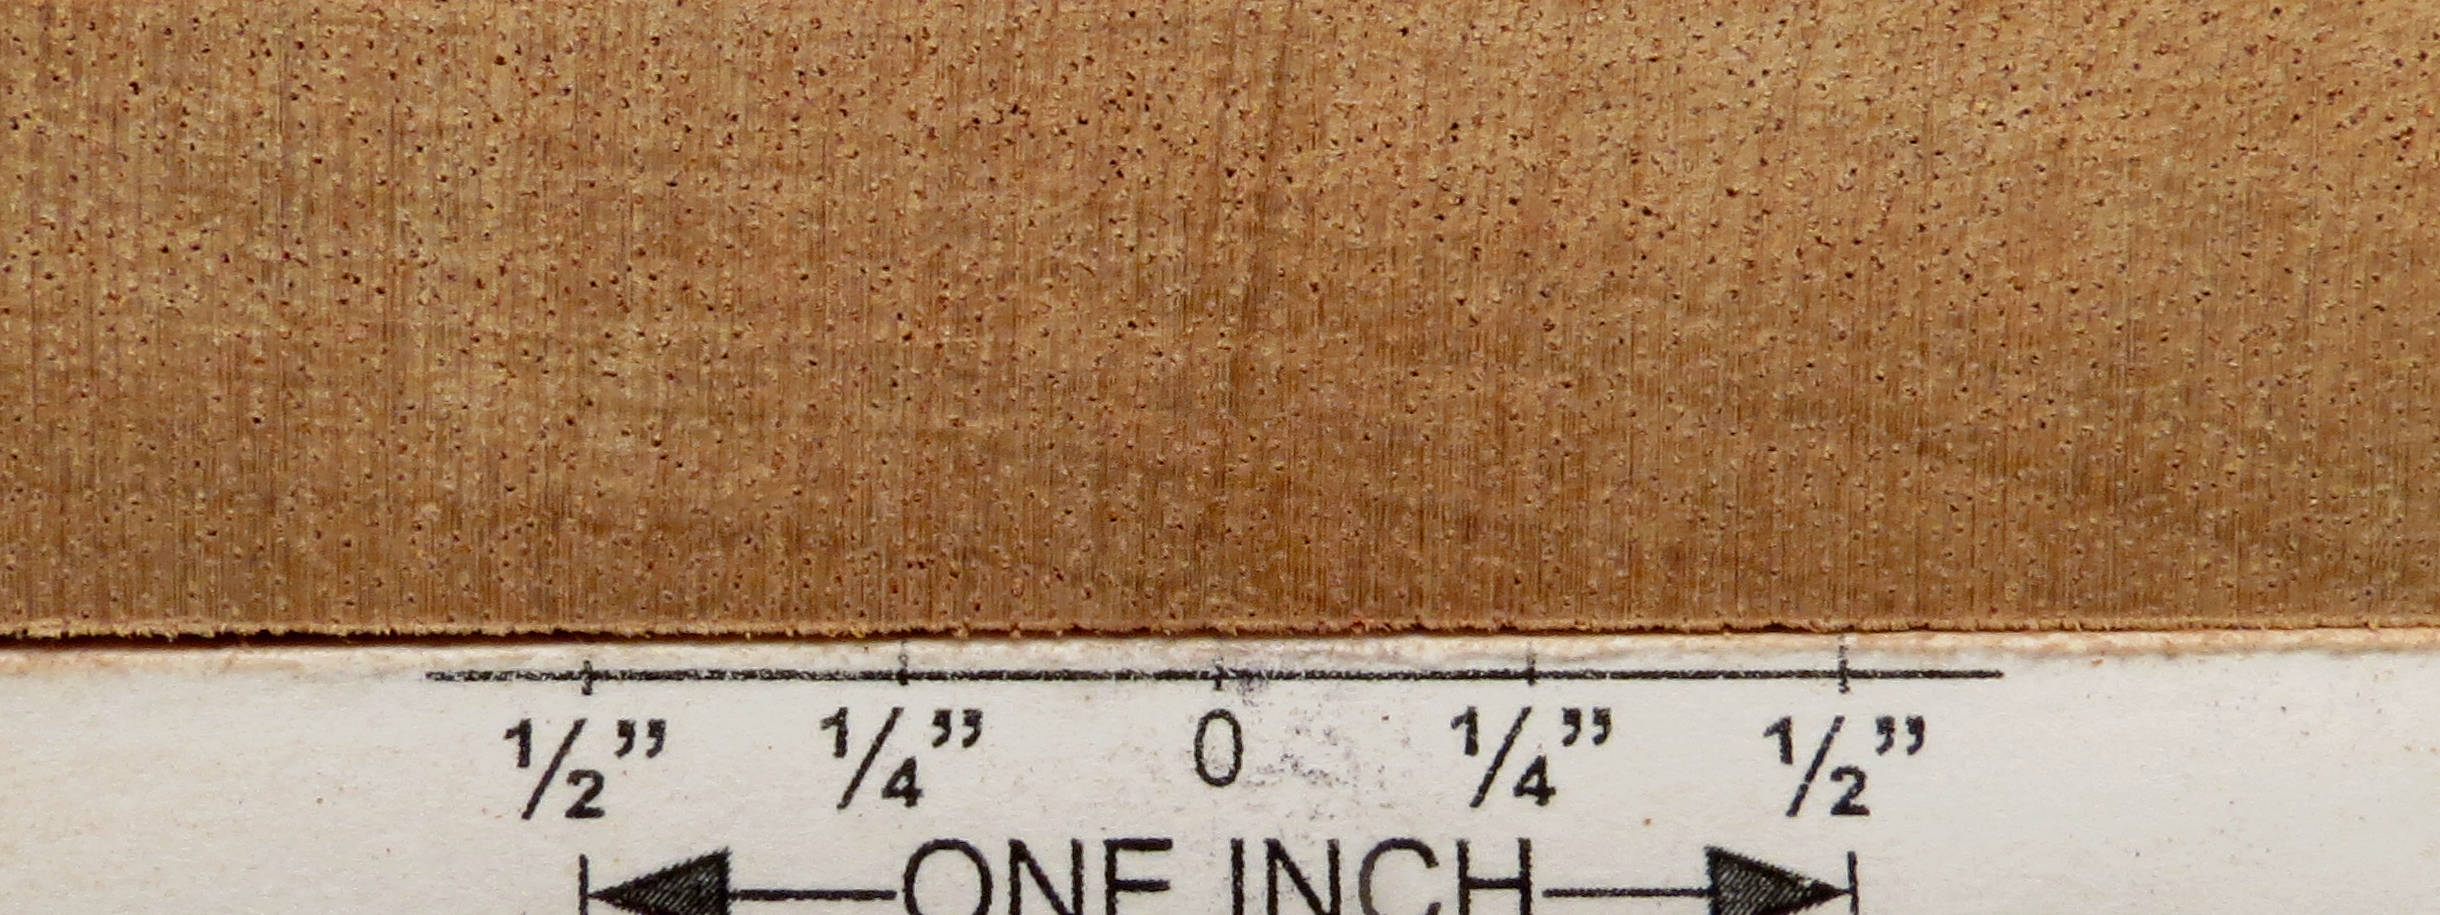 1/2” 1/4” 0 1/4” 1/2”
ONE INCH